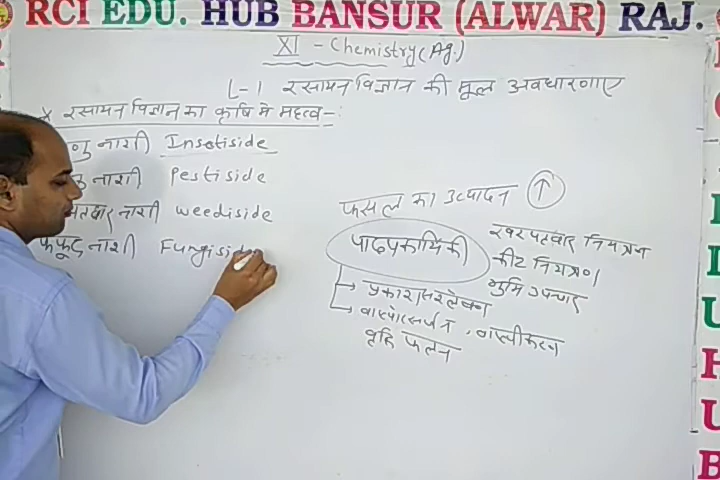 RCI EDU. HUB BANSUR (ALWAR) RAJ.
XI - Chemistry (Ag.)
L-1 रसायन विज्ञान की मूल अवधारणाए
* रसायन विज्ञान का कृषि मे महत्व -:
नाशी Insetiside
नाशी Pestiside
नाशी Weediside
फफूंद नाशी Fungiside
फसल का उत्पादन ↑
पादपकार्यिकी
खरपतवार नियंत्रण
कीट नियंत्रण
भूमि उपचार
→ प्रकाश संश्लेषण
→ वाष्पोत्सर्जन, वाष्पीकरण
वृद्धि फलन
L
U
H
U
B